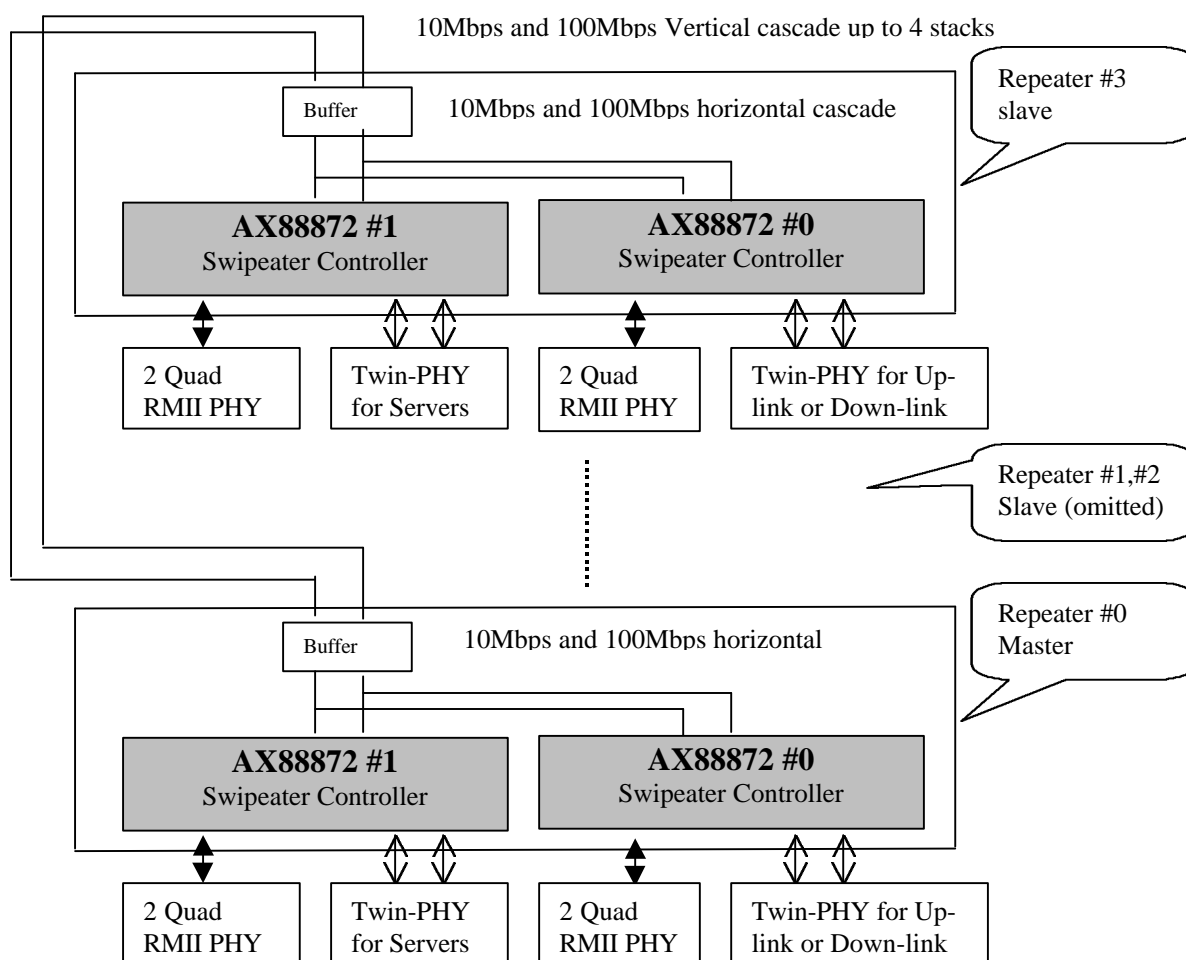 10Mbps and 100Mbps Vertical cascade up to 4 stacks
Repeater #3
slave
Buffer
10Mbps and 100Mbps horizontal cascade
AX88872 #1
Swipeater Controller
AX88872 #0
Swipeater Controller
2 Quad
RMII PHY
Twin-PHY
for Servers
2 Quad
RMII PHY
Twin-PHY for Up-
link or Down-link
Repeater #1,#2
Slave (omitted)
Repeater #0
Master
Buffer
10Mbps and 100Mbps horizontal
AX88872 #1
Swipeater Controller
AX88872 #0
Swipeater Controller
2 Quad
RMII PHY
Twin-PHY
for Servers
2 Quad
RMII PHY
Twin-PHY for Up-
link or Down-link